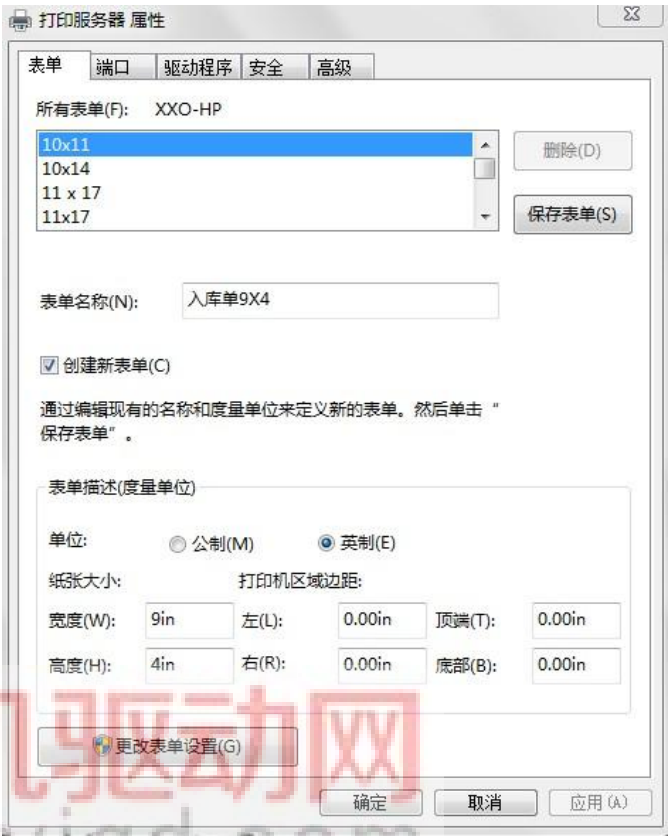 打印服务器 属性
表单 端口 驱动程序 安全 高级
所有表单(F): XXO-HP
10x11
删除(D)
10x14
11 x 17
11x17
保存表单(S)
表单名称(N): 入库单9X4
创建新表单(C)
通过编辑现有的名称和度量单位来定义新的表单。然后单击“
保存表单”。
表单描述(度量单位)
单位: 公制(M) 英制(E)
纸张大小: 打印机区域边距:
宽度(W): 9in 左(L): 0.00in 顶端(T): 0.00in
高度(H): 4in 右(R): 0.00in 底部(B): 0.00in
更改表单设置(G)
驱动网
确定 取消 应用(A)